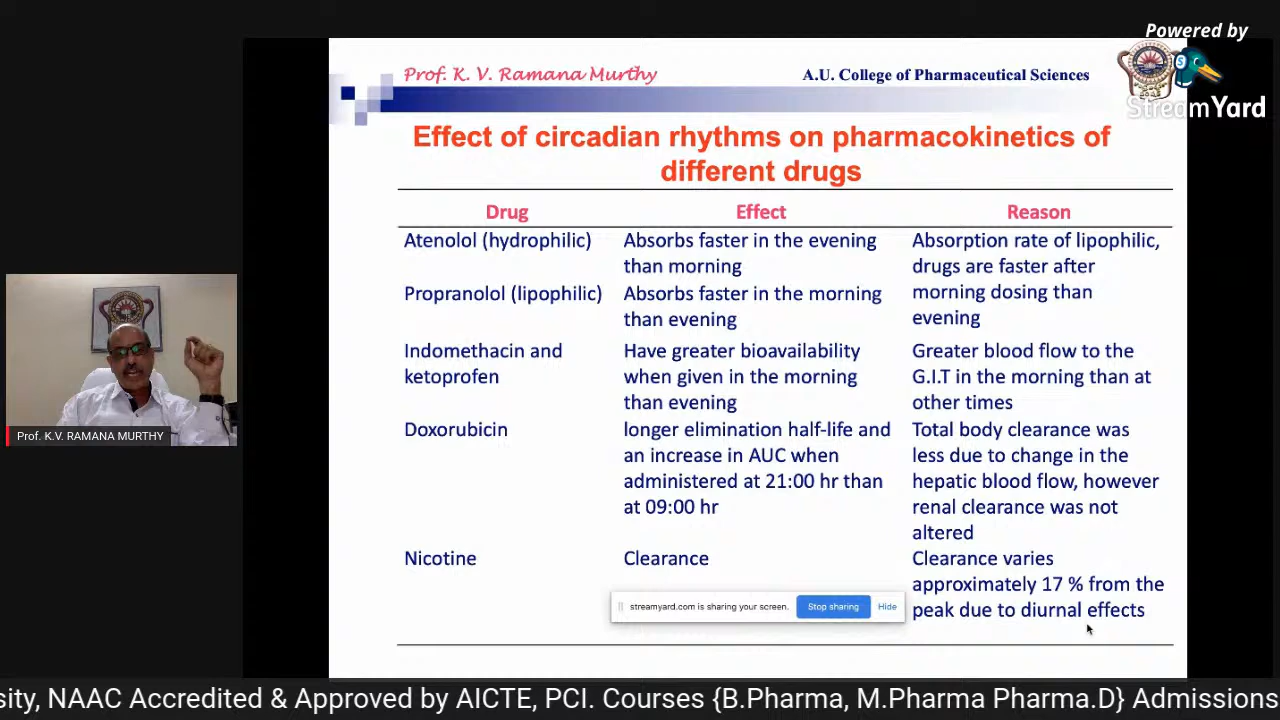 Powered by
StreamYard
Prof. K. V. Ramana Murthy
A.U. College of Pharmaceutical Sciences
Effect of circadian rhythms on pharmacokinetics of
different drugs
Drug
Effect
Reason
Atenolol (hydrophilic)
Absorbs faster in the evening
than morning
Propranolol (lipophilic)
Absorbs faster in the morning
than evening
Absorption rate of lipophilic,
drugs are faster after
morning dosing than
evening
Indomethacin and
ketoprofen
Have greater bioavailability
when given in the morning
than evening
Greater blood flow to the
G.I.T in the morning than at
other times
Doxorubicin
longer elimination half-life and
an increase in AUC when
administered at 21:00 hr than
at 09:00 hr
Total body clearance was
less due to change in the
hepatic blood flow, however
renal clearance was not
altered
Nicotine
Clearance
Clearance varies
approximately 17 % from the
peak due to diurnal effects
streamyard.com is sharing your screen.
Stop sharing
Hide
Prof. K.V. RAMANA MURTHY
sity, NAAC Accredited & Approved by AICTE, PCI. Courses {B.Pharma, M.Pharma Pharma.D} Admissions